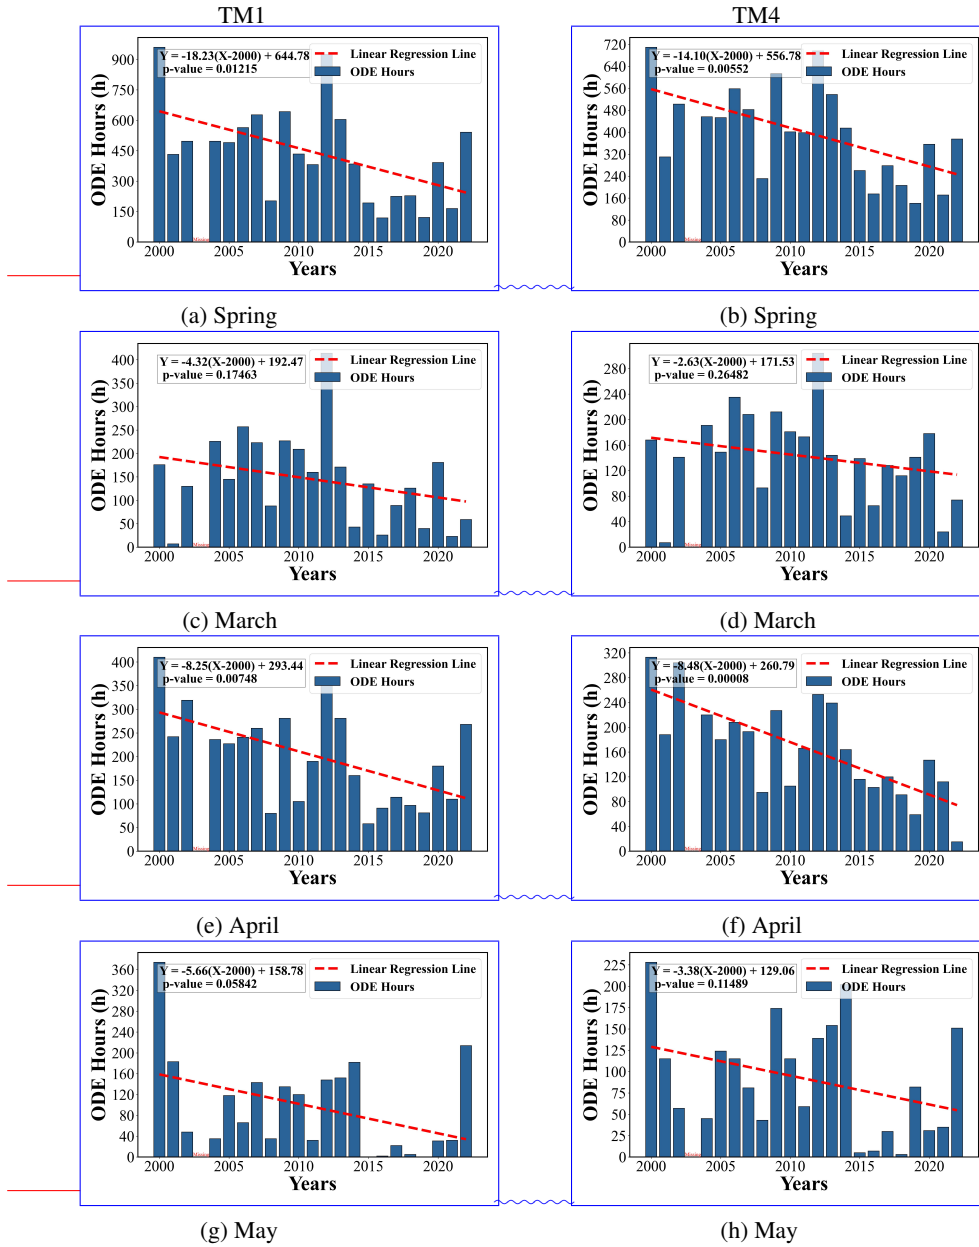 TM1
TM4
Y = -18.23(X-2000) + 644.78
p-value = 0.01215
Linear Regression Line
ODE Hours
ODE Hours (h)
900
750
600
450
300
150
0
Missing
2000 2005 2010 2015 2020
Years
(a) Spring
Y = -14.10(X-2000) + 556.78
p-value = 0.00552
Linear Regression Line
ODE Hours
ODE Hours (h)
720
640
560
480
400
320
240
160
80
0
Missing
2000 2005 2010 2015 2020
Years
(b) Spring
Y = -4.32(X-2000) + 192.47
p-value = 0.17463
Linear Regression Line
ODE Hours
ODE Hours (h)
400
350
300
250
200
150
100
50
0
Missing
2000 2005 2010 2015 2020
Years
(c) March
Y = -2.63(X-2000) + 171.53
p-value = 0.26482
Linear Regression Line
ODE Hours
ODE Hours (h)
280
240
200
160
120
80
40
0
Missing
2000 2005 2010 2015 2020
Years
(d) March
Y = -8.25(X-2000) + 293.44
p-value = 0.00748
Linear Regression Line
ODE Hours
ODE Hours (h)
400
350
300
250
200
150
100
50
0
Missing
2000 2005 2010 2015 2020
Years
(e) April
Y = -8.48(X-2000) + 260.79
p-value = 0.00008
Linear Regression Line
ODE Hours
ODE Hours (h)
320
280
240
200
160
120
80
40
0
Missing
2000 2005 2010 2015 2020
Years
(f) April
Y = -5.66(X-2000) + 158.78
p-value = 0.05842
Linear Regression Line
ODE Hours
ODE Hours (h)
360
320
280
240
200
160
120
80
40
0
Missing
2000 2005 2010 2015 2020
Years
(g) May
Y = -3.38(X-2000) + 129.06
p-value = 0.11489
Linear Regression Line
ODE Hours
ODE Hours (h)
225
200
175
150
125
100
75
50
25
0
Missing
2000 2005 2010 2015 2020
Years
(h) May